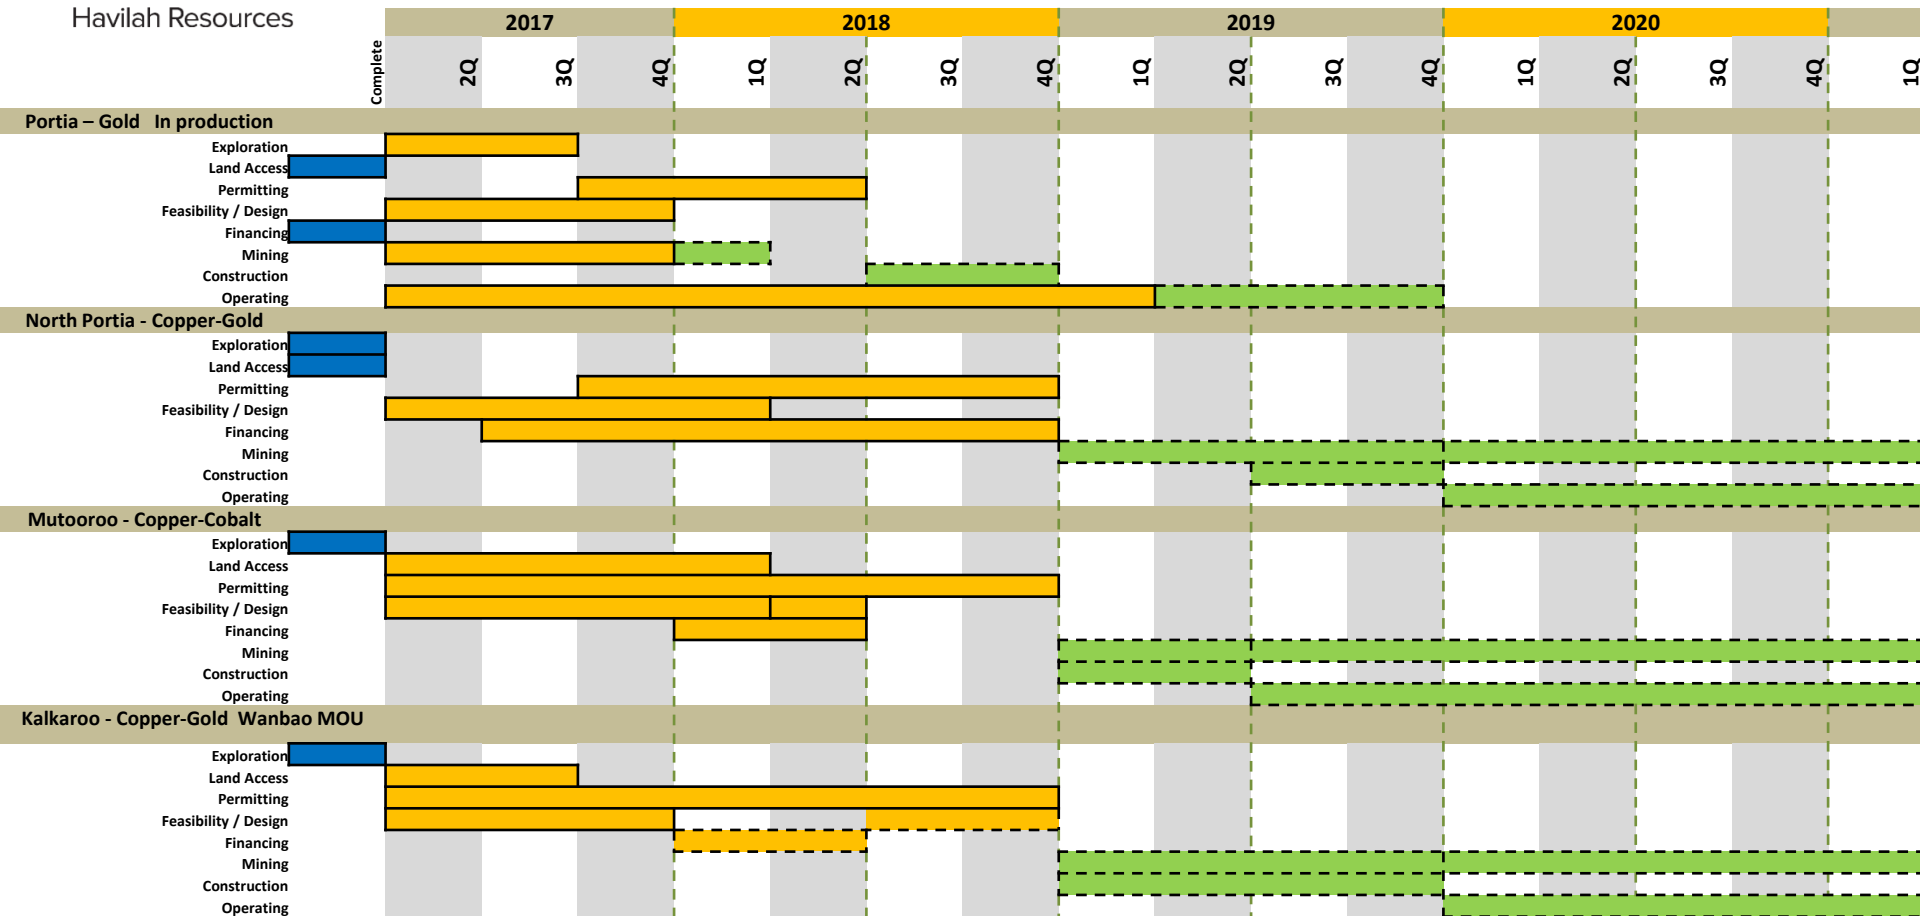 Havilah Resources
2017 2018 2019 2020
Complete 2Q 3Q 4Q 1Q 2Q 3Q 4Q 1Q 2Q 3Q 4Q 1Q 2Q 3Q 4Q 1Q
Portia – Gold In production
Exploration
Land Access
Permitting
Feasibility / Design
Financing
Mining
Construction
Operating
North Portia - Copper-Gold
Exploration
Land Access
Permitting
Feasibility / Design
Financing
Mining
Construction
Operating
Mutooroo - Copper-Cobalt
Exploration
Land Access
Permitting
Feasibility / Design
Financing
Mining
Construction
Operating
Kalkaroo - Copper-Gold Wanbao MOU
Exploration
Land Access
Permitting
Feasibility / Design
Financing
Mining
Construction
Operating